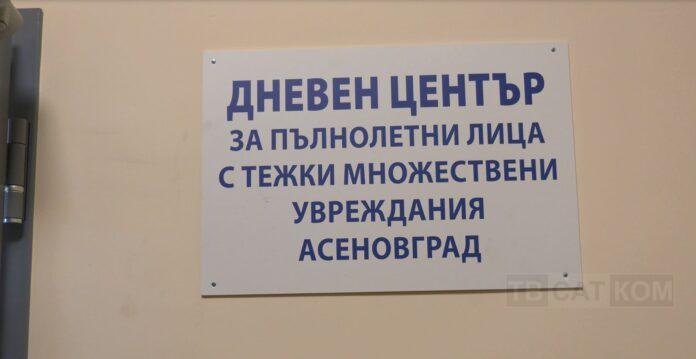 ДНЕВЕН ЦЕНТЪР
ЗА ПЪЛНОЛЕТНИ ЛИЦА
С ТЕЖКИ МНОЖЕСТВЕНИ
УВРЕЖДАНИЯ
АСЕНОВГРАД
ТВ САТ КОМ